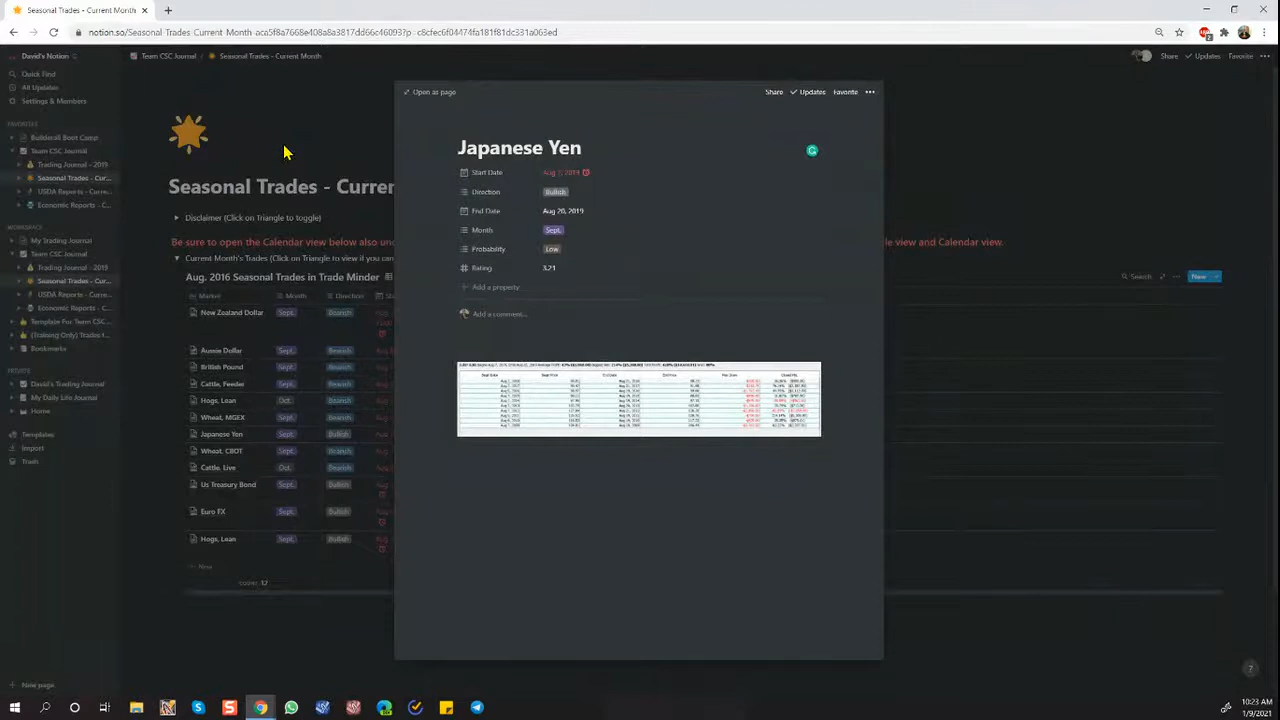 Seasonal Trades - Current Month
notion.so/Seasonal-Trades-Current-Month-aca5f8a7668e408a8a3817dd66c46093?p=c8cfec6f04474fa181f81dc331a063ed
David's Notion
Quick Find
All Updates
Settings & Members
FAVORITES
Builderall Boot Camp
Team CSC Journal
Trading Journal - 2019
Seasonal Trades - Cur...
USDA Reports - Curre...
Economic Reports - C...
WORKSPACE
My Trading Journal
Team CSC Journal
Trading Journal - 2019
Seasonal Trades - Cur...
USDA Reports - Curre...
Economic Reports - C...
Template For Team CSC...
(Training Only) Trades t...
Bookmarks
PRIVATE
David's Trading Journal
My Daily Life Journal
Home
Templates
Import
Trash
New page
Team CSC Journal / Seasonal Trades - Current Month
Share Updates Favorite
Seasonal Trades - Curre
Disclaimer (Click on Triangle to toggle)
Be sure to open the Calendar view below also un
le view and Calendar view.
Current Month's Trades (Click on Triangle to view if you can
Aug. 2016 Seasonal Trades in Trade Minder
Search New
Market Month Direction
New Zealand Dollar Sept. Bearish
Aussie Dollar Sept. Bearish
British Pound Sept. Bearish
Cattle, Feeder Sept. Bearish
Hogs, Lean Oct. Bearish
Wheat, MGEX Sept. Bearish
Japanese Yen Sept. Bullish
Wheat, CBOT Sept. Bearish
Cattle, Live Oct. Bearish
Us Treasury Bond Sept. Bullish
Euro FX Sept. Bullish
Hogs, Lean Sept. Bullish
New
COUNT 12
Open as page
Share Updates Favorite
Japanese Yen
Start Date Aug 7, 2019
Direction Bullish
End Date Aug 20, 2019
Month Sept.
Probability Low
Rating 3.21
Add a property
Add a comment...
10:23 AM
1/9/2021